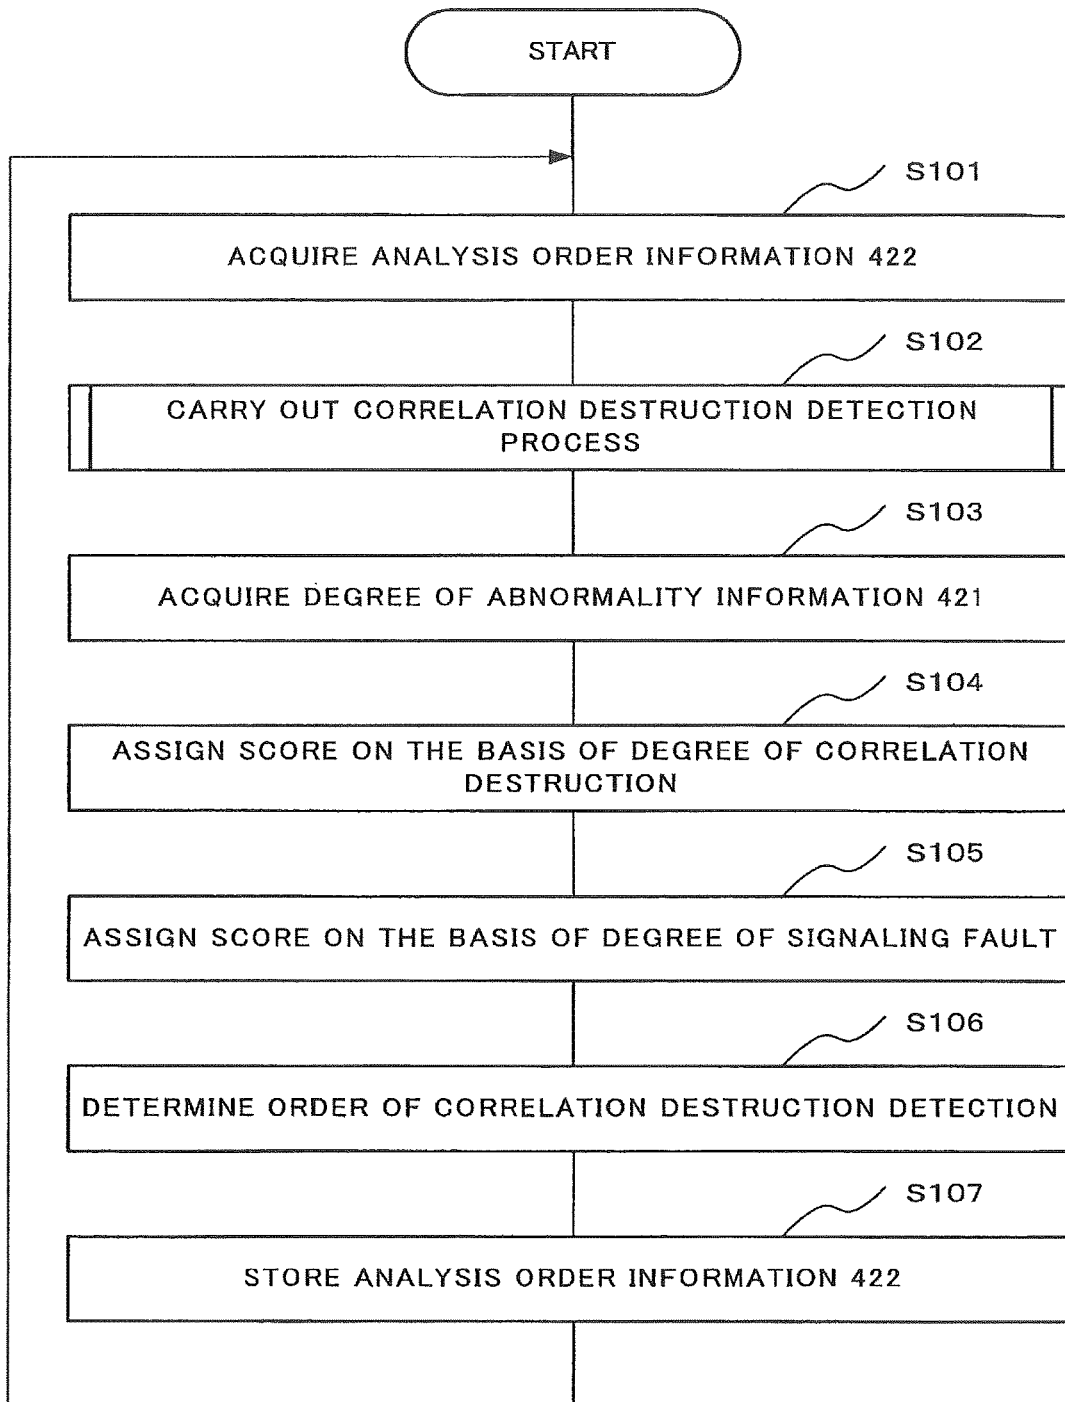 START
S101
ACQUIRE ANALYSIS ORDER INFORMATION 422
S102
CARRY OUT CORRELATION DESTRUCTION DETECTION
PROCESS
S103
ACQUIRE DEGREE OF ABNORMALITY INFORMATION 421
S104
ASSIGN SCORE ON THE BASIS OF DEGREE OF CORRELATION
DESTRUCTION
S105
ASSIGN SCORE ON THE BASIS OF DEGREE OF SIGNALING FAULT
S106
DETERMINE ORDER OF CORRELATION DESTRUCTION DETECTION
S107
STORE ANALYSIS ORDER INFORMATION 422